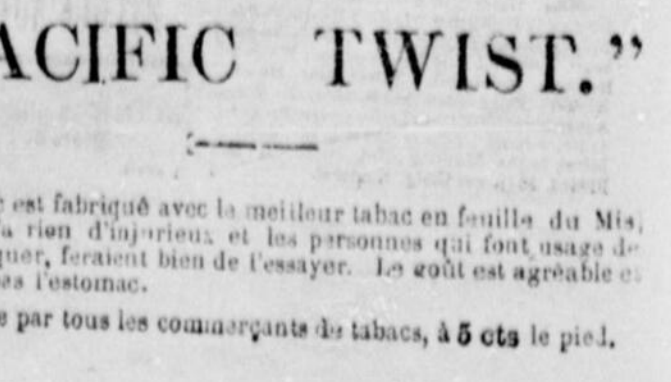 ACIFIC TWIST."
est fabriqué avec le meilleur tabac en feuille du Mis
a rien d'injurieux et les personnes qui font usage de
quer, feraient bien de l'essayer. Le goût est agréable et
es l'estomac.
e par tous les commerçants de tabacs, à 5 cts le pied.